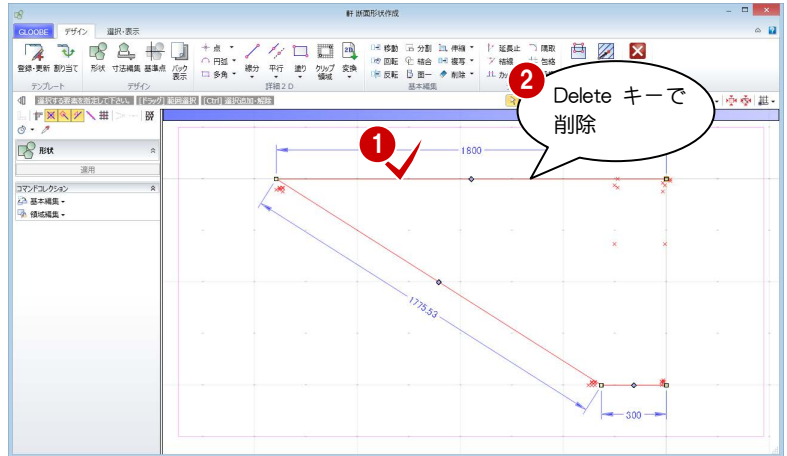 軒 断面形状作成
GLOOBE デザイン 選択・表示
登録・更新 割り当て 形状 寸法編集 基準点 バック表示
点 円弧 多角 線分 平行 塗り クリップ領域 変換
移動 分割 伸縮 延長止 隅取
回転 結合 複写 結線 包絡
反転 面一 削除
テンプレート デザイン 詳細2D 基本編集
選択する要素を指定して下さい。 [ドラッグ] 範囲選択 [Ctrl] 選択追加・解除
形状
適用
コマンドコレクション
基本編集
領域編集
1
1800
2
Delete キーで
削除
1775.53
300